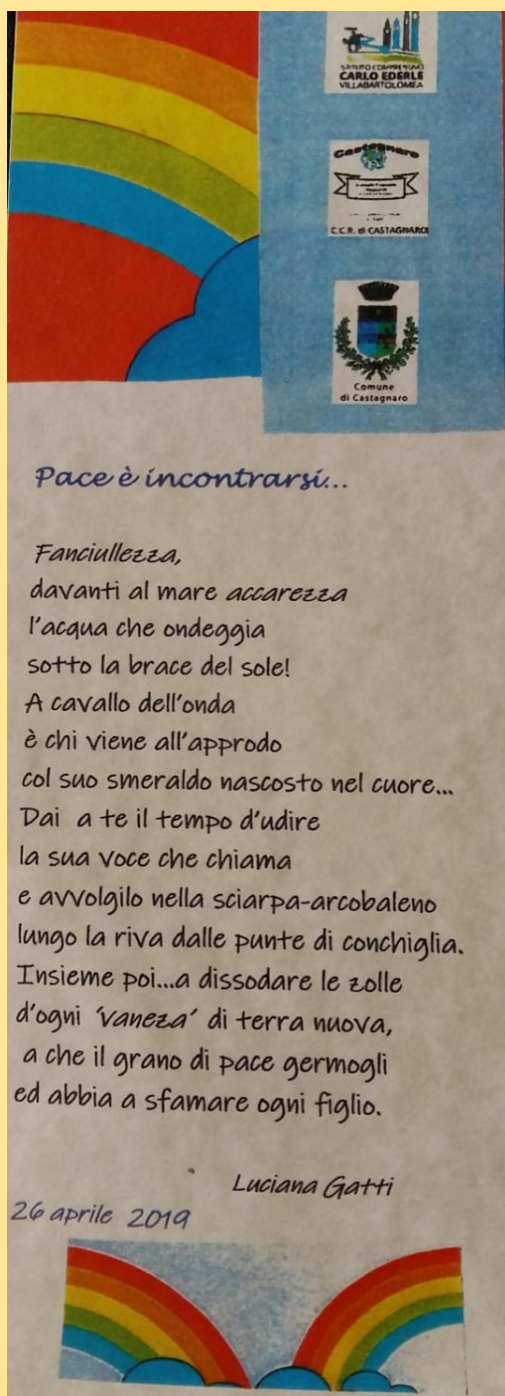 ISTITUTO COMPRENSIVO
CARLO EDERLE
VILLABARTOLOMEA
Castagnaro
C.C.R. di CASTAGNARO
Comune
di Castagnaro
Pace è incontrarsi...
Fanciullezza,
davanti al mare accarezza
l'acqua che ondeggia
sotto la brace del sole!
A cavallo dell'onda
è chi viene all'approdo
col suo smeraldo nascosto nel cuore...
Dai a te il tempo d'udire
la sua voce che chiama
e avvolgilo nella sciarpa-arcobaleno
lungo la riva dalle punte di conchiglia.
Insieme poi...a dissodare le zolle
d'ogni 'vaneza' di terra nuova,
a che il grano di pace germogli
ed abbia a sfamare ogni figlio.
Luciana Gatti
26 aprile 2019